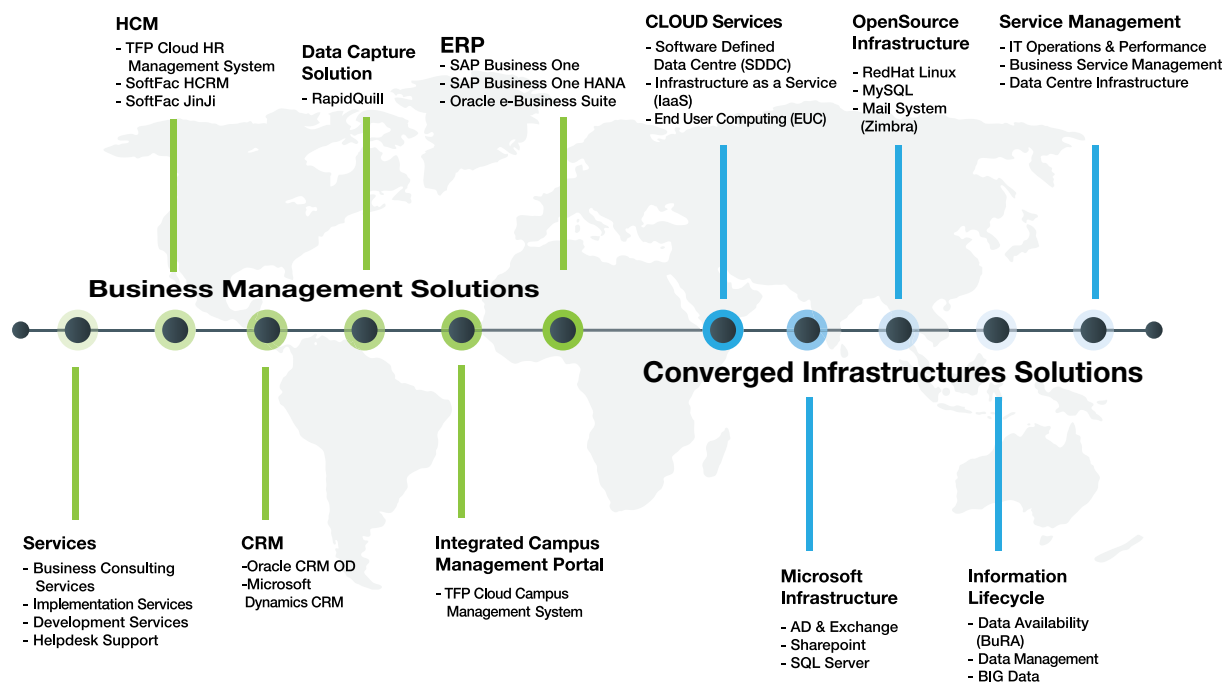 HCM
- TFP Cloud HR
Management System
- SoftFac HCRM
- SoftFac JinJi
Data Capture
Solution
- RapidQuill
ERP
- SAP Business One
- SAP Business One HANA
- Oracle e-Business Suite
CLOUD Services
- Software Defined
Data Centre (SDDC)
- Infrastructure as a Service
(IaaS)
- End User Computing (EUC)
OpenSource
Infrastructure
- RedHat Linux
- MySQL
- Mail System
(Zimbra)
Service Management
- IT Operations & Performance
- Business Service Management
- Data Centre Infrastructure
Business Management Solutions
Converged Infrastructures Solutions
Services
- Business Consulting
Services
- Implementation Services
- Development Services
- Helpdesk Support
CRM
-Oracle CRM OD
-Microsoft
Dynamics CRM
Integrated Campus
Management Portal
- TFP Cloud Campus
Management System
Microsoft
Infrastructure
- AD & Exchange
- Sharepoint
- SQL Server
Information
Lifecycle
- Data Availability
(BuRA)
- Data Management
- BIG Data